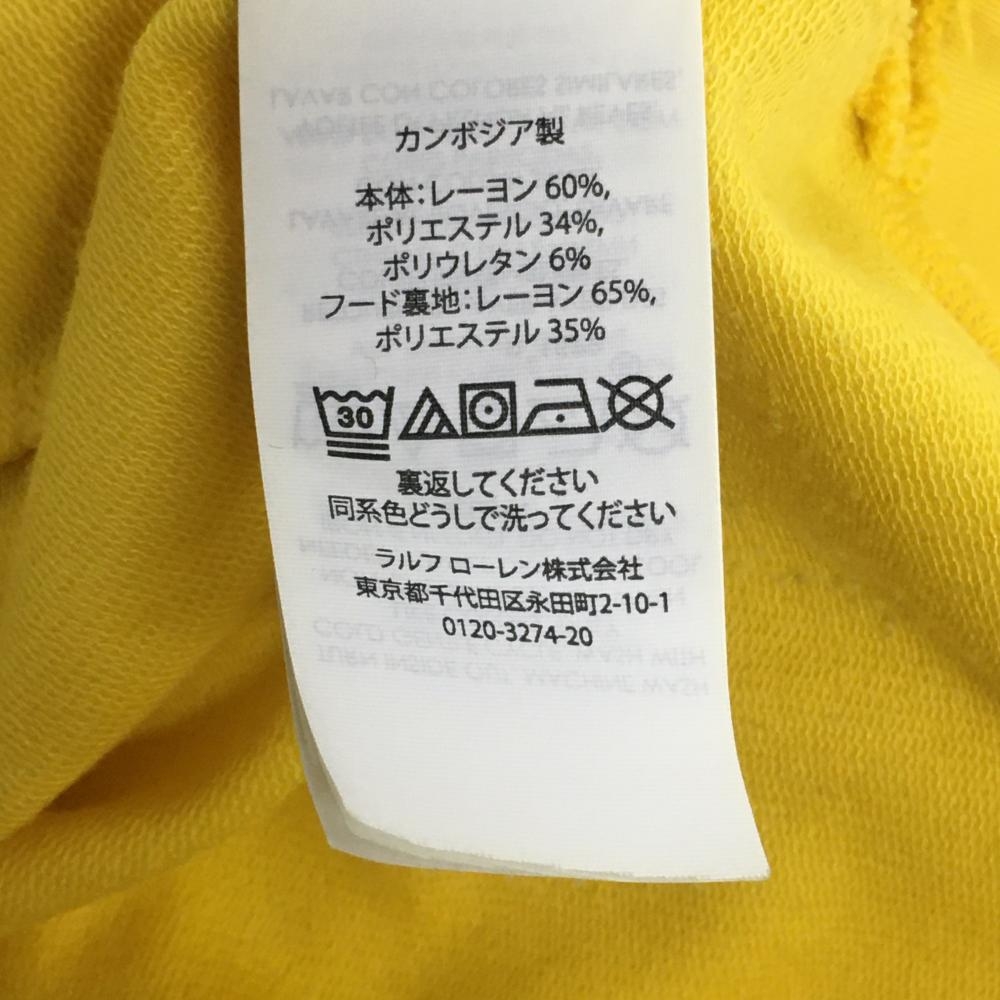 カンボジア製
本体：レーヨン 60%,
ポリエステル 34%,
ポリウレタン 6%
フード裏地：レーヨン 65%,
ポリエステル 35%
30
裏返してください
同系色どうしで洗ってください
ラルフ ローレン株式会社
東京都千代田区永田町2-10-1
0120-3274-20